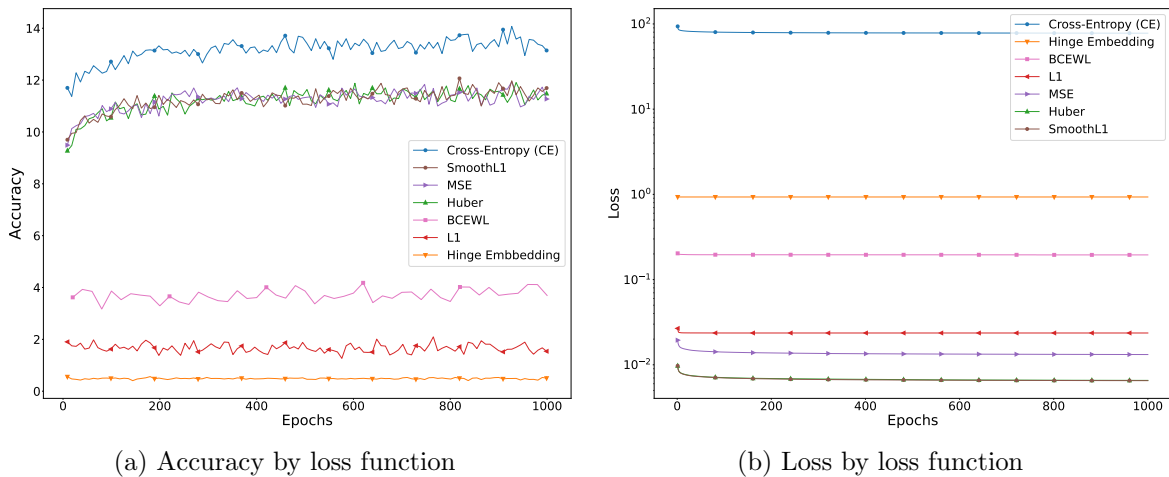 14
12
10
8
6
4
2
0
Accuracy
0
200
400
600
800
1000
Epochs
Cross-Entropy (CE)
SmoothL1
MSE
Huber
BCEWL
L1
Hinge Embbedding
(a) Accuracy by loss function
10²
10¹
10⁰
10⁻¹
10⁻²
Loss
0
200
400
600
800
1000
Epochs
Cross-Entropy (CE)
Hinge Embedding
BCEWL
L1
MSE
Huber
SmoothL1
(b) Loss by loss function